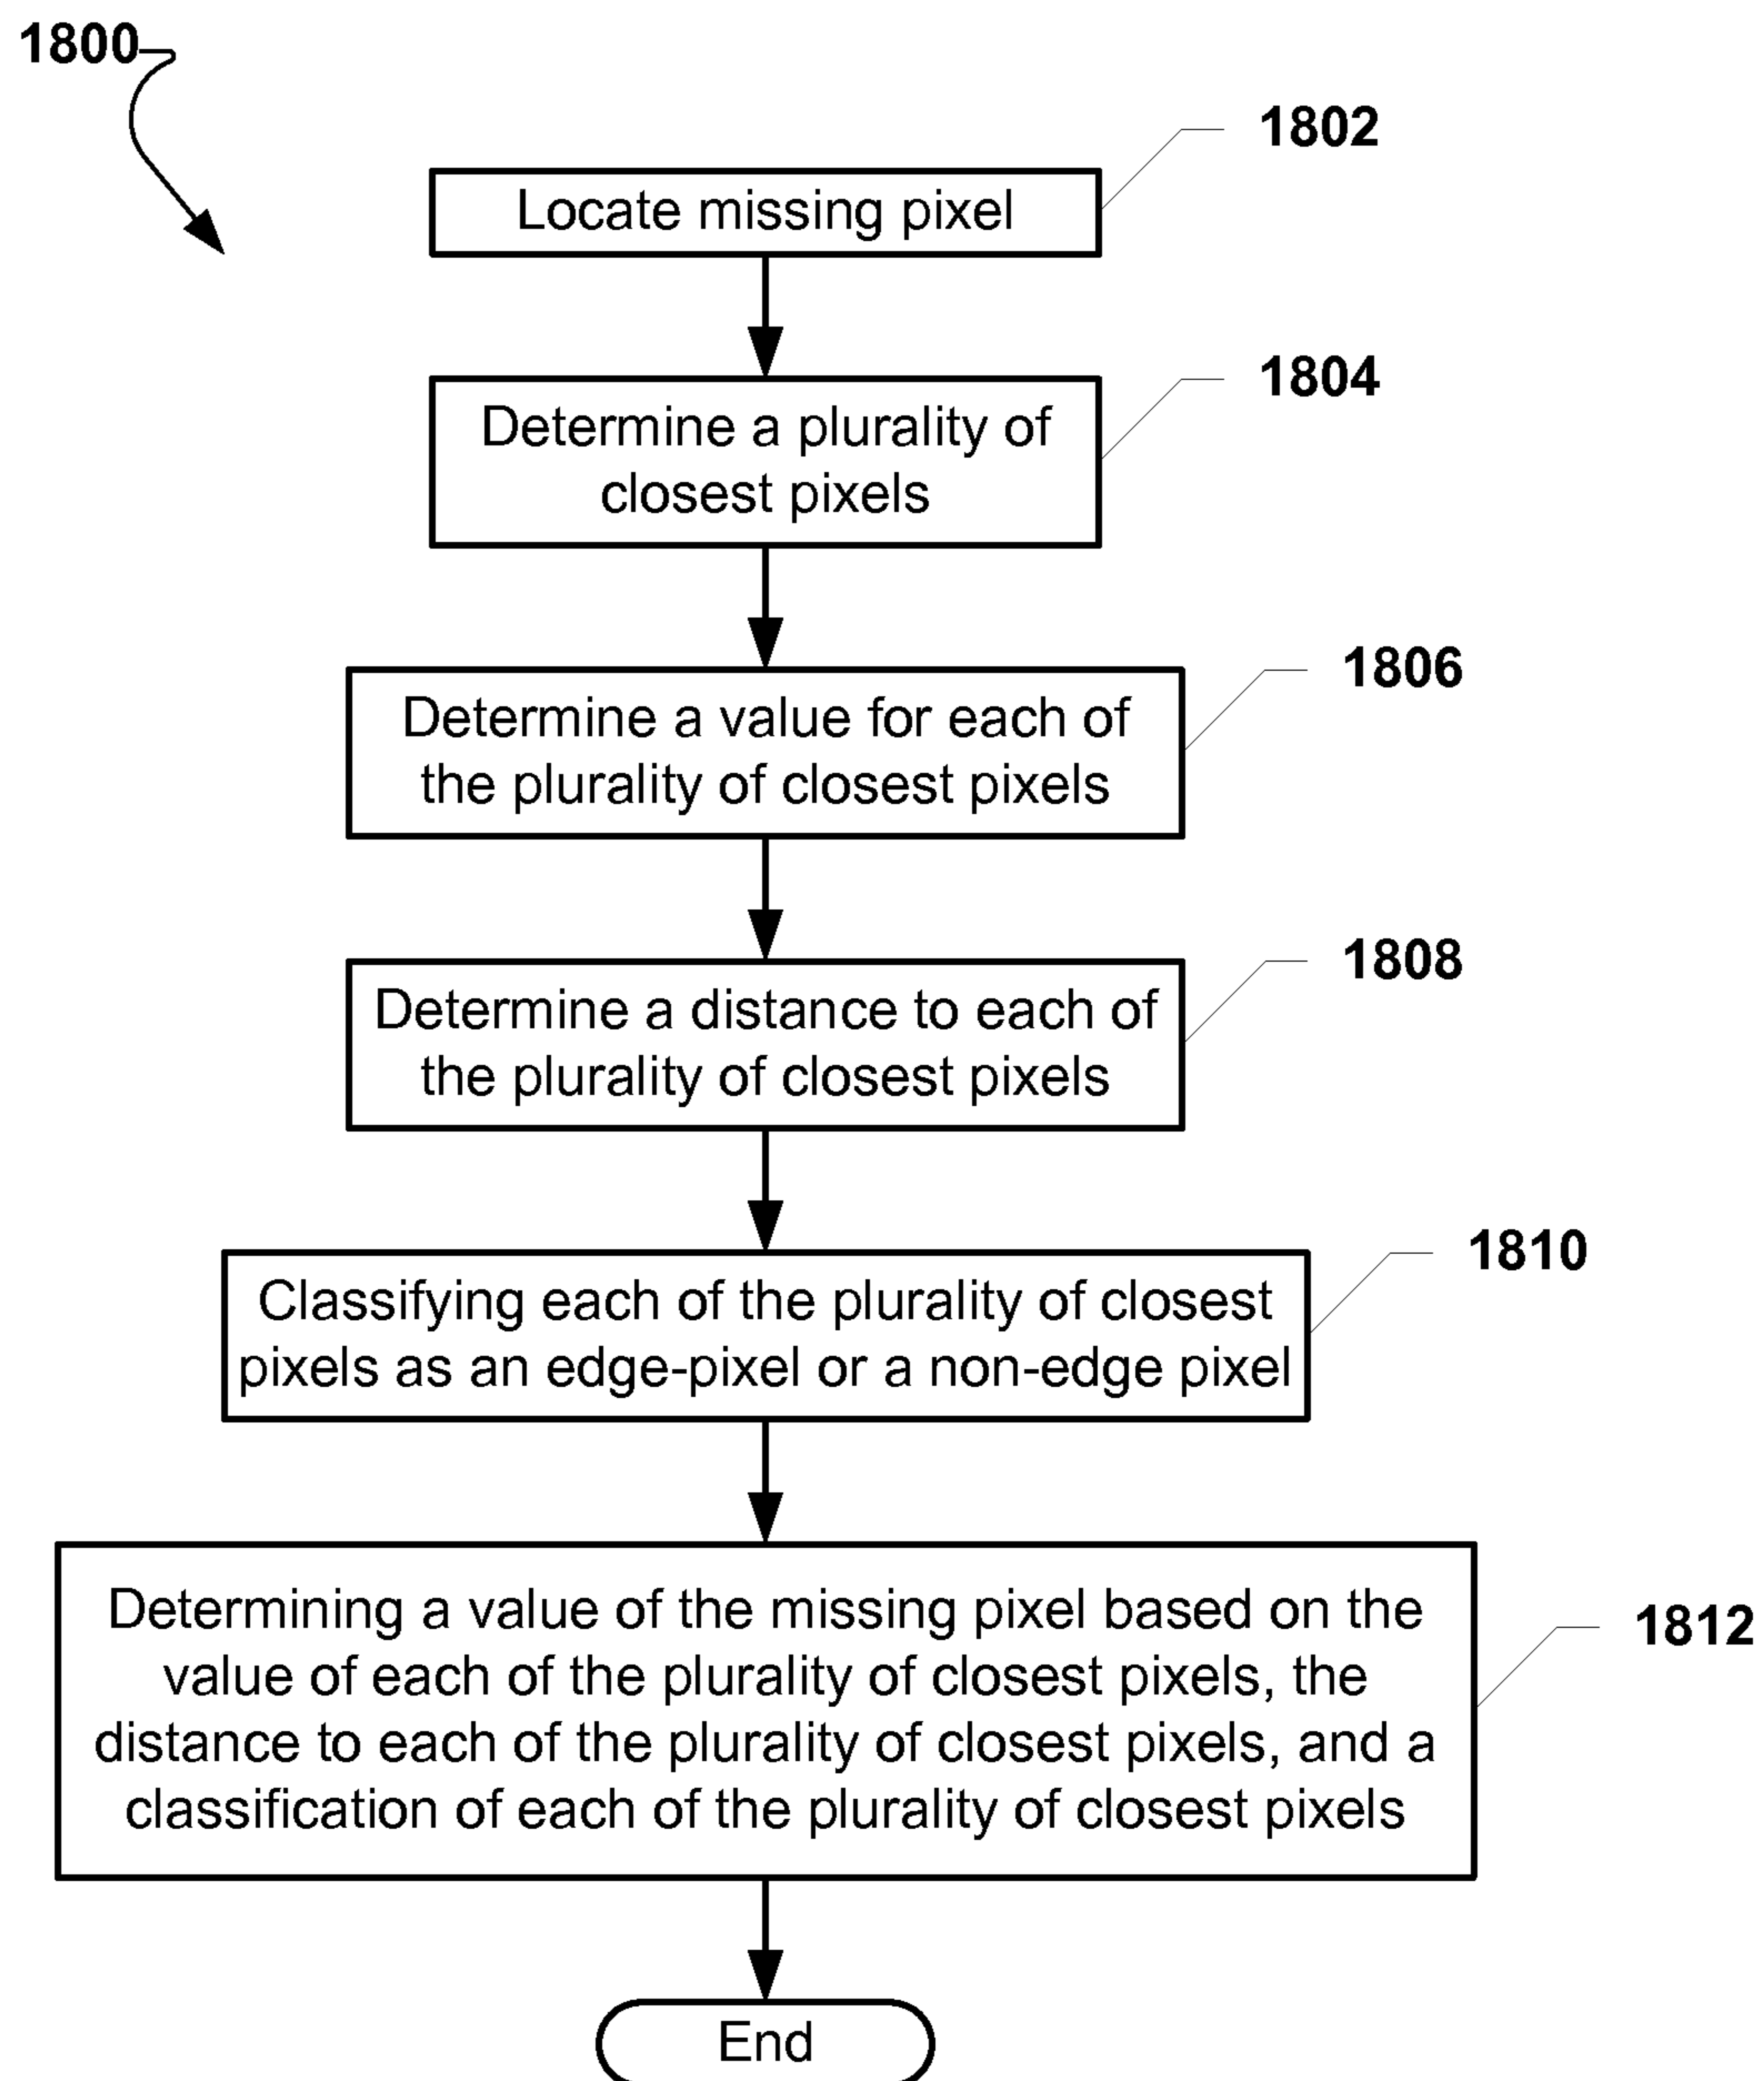 1800
1802
Locate missing pixel
1804
Determine a plurality of
closest pixels
1806
Determine a value for each of
the plurality of closest pixels
1808
Determine a distance to each of
the plurality of closest pixels
1810
Classifying each of the plurality of closest
pixels as an edge-pixel or a non-edge pixel
1812
Determining a value of the missing pixel based on the
value of each of the plurality of closest pixels, the
distance to each of the plurality of closest pixels, and a
classification of each of the plurality of closest pixels
End